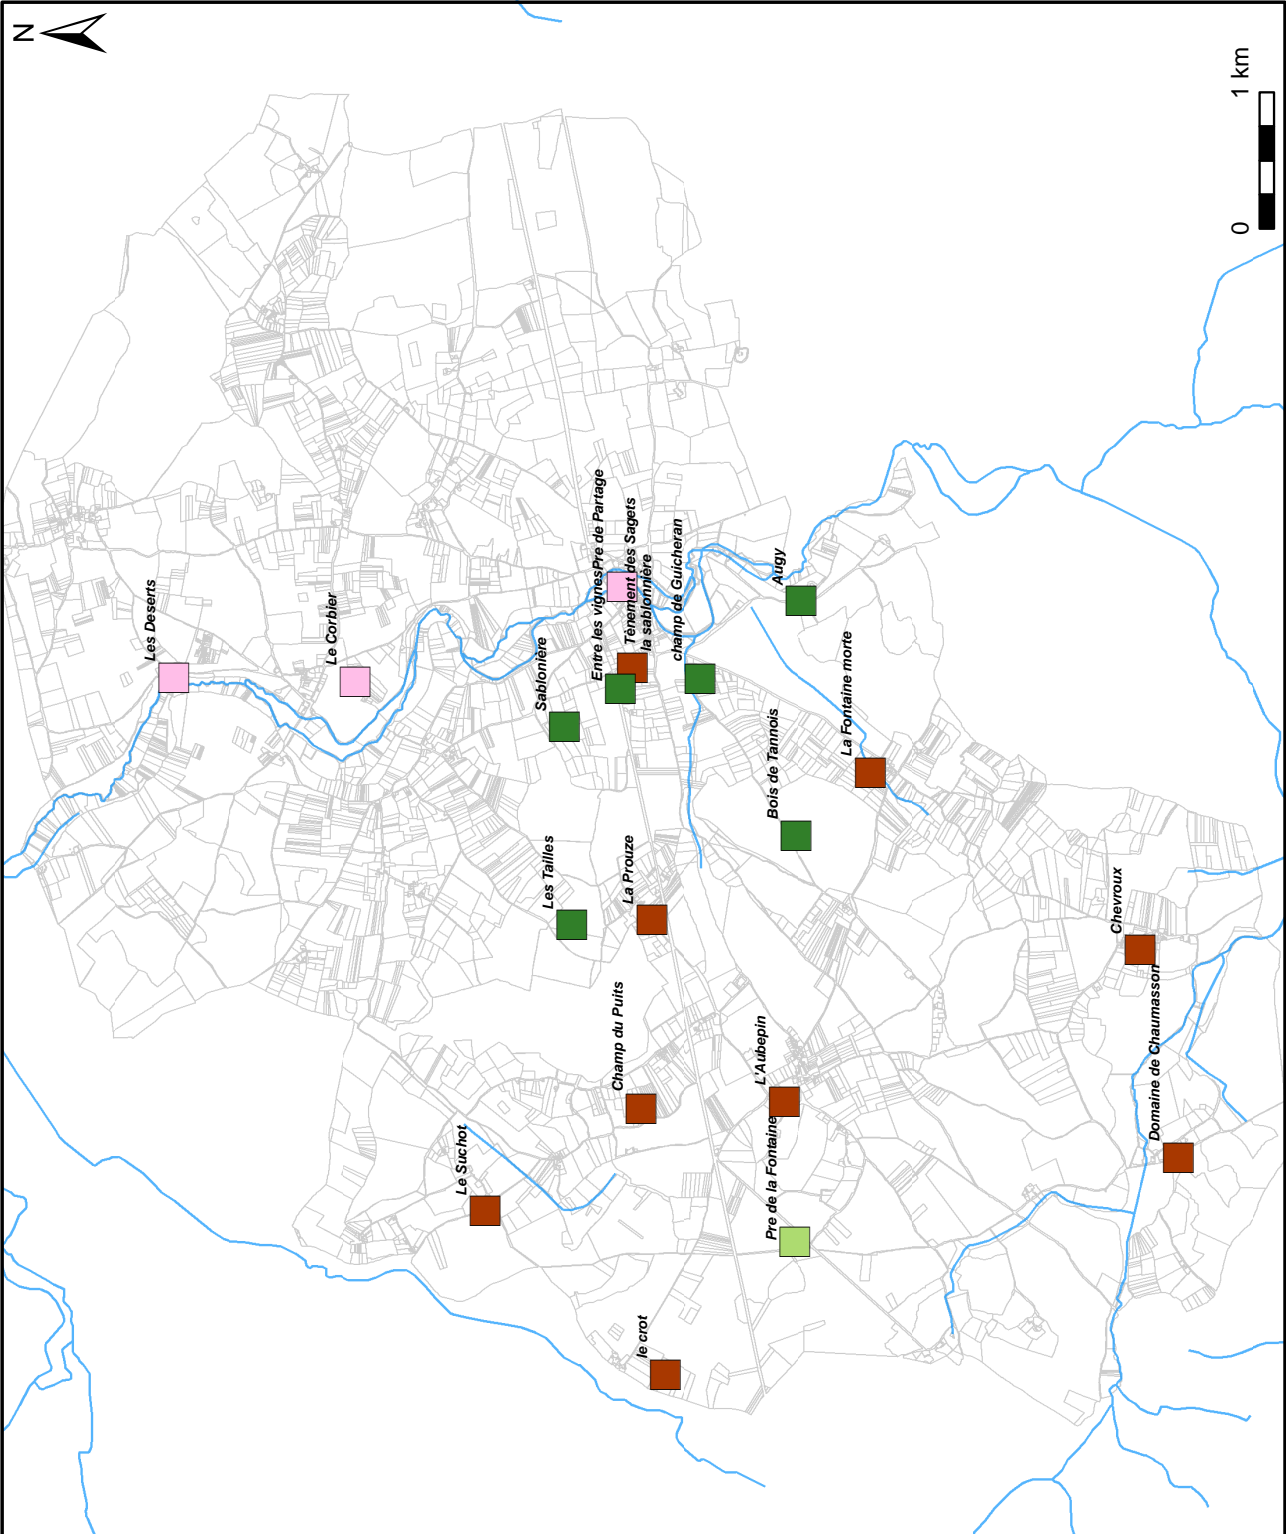 N
1 km
0
Les Deserts
Le Corbier
Sablonière
Entre les vignes
Pre de Partage
Tènement des Sagets
la sablonnière
champ de Guicheran
Augy
La Fontaine morte
Bois de Tannois
Les Tailles
La Prouze
Chevroux
Domaine de Chaumasson
Champ du Puits
L'Aubepin
Le Suchot
Pre de la Fontaine
le crot